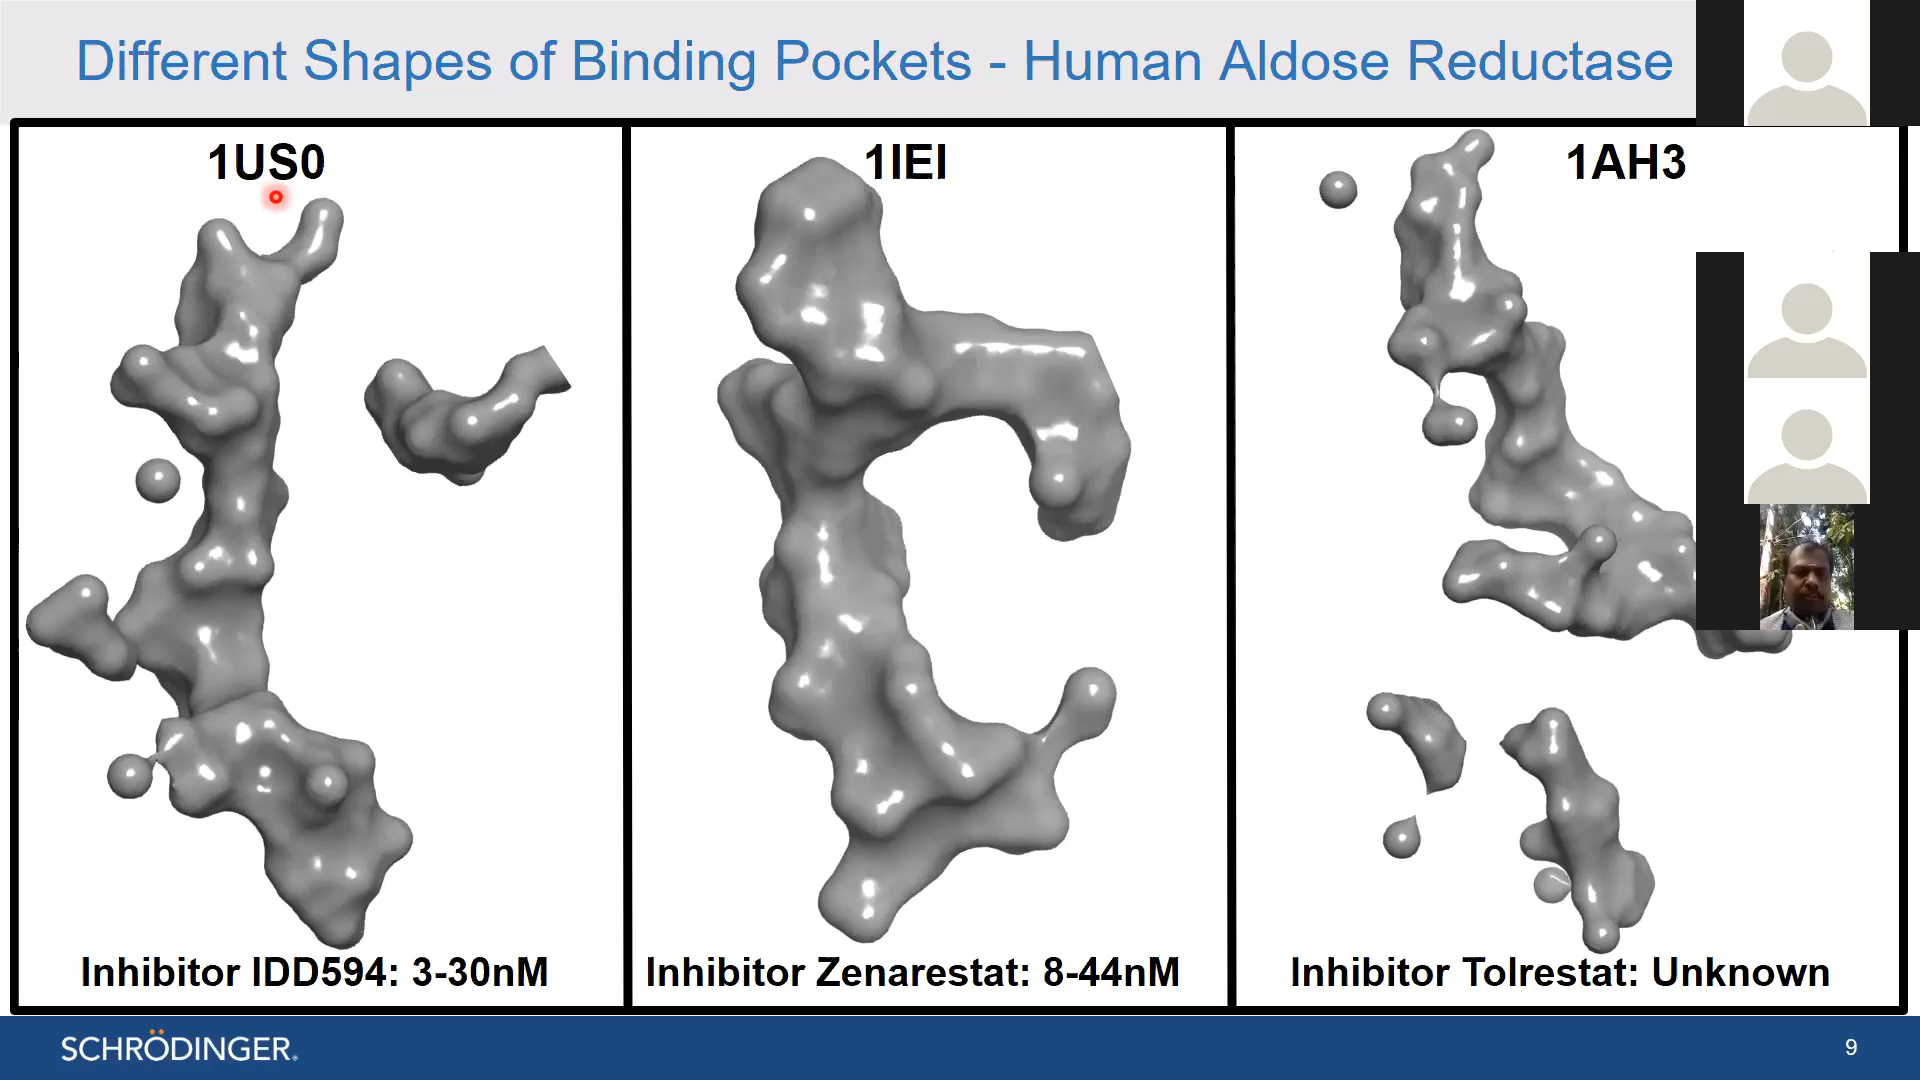 Different Shapes of Binding Pockets - Human Aldose Reductase
1US0
1IEI
1AH3
Inhibitor IDD594: 3-30nM
Inhibitor Zenarestat: 8-44nM
Inhibitor Tolrestat: Unknown
SCHRÖDINGER.
9